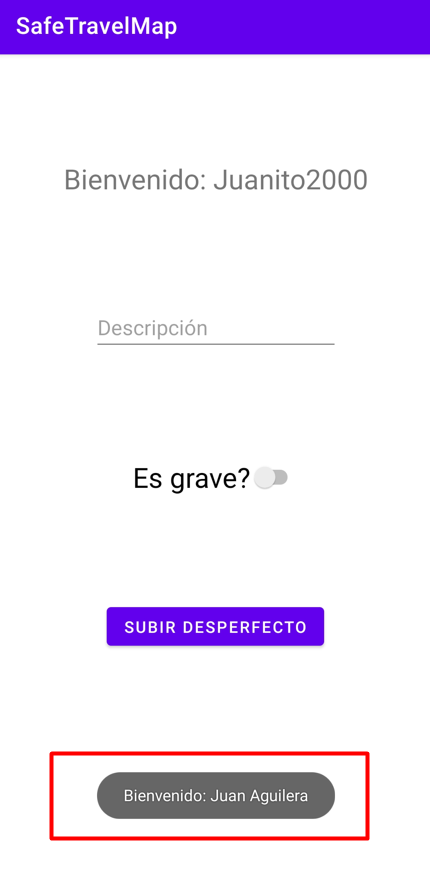 SafeTravelMap
Bienvenido: Juanito2000
Descripción
Es grave?
SUBIR DESPERFECTO
Bienvenido: Juan Aguilera